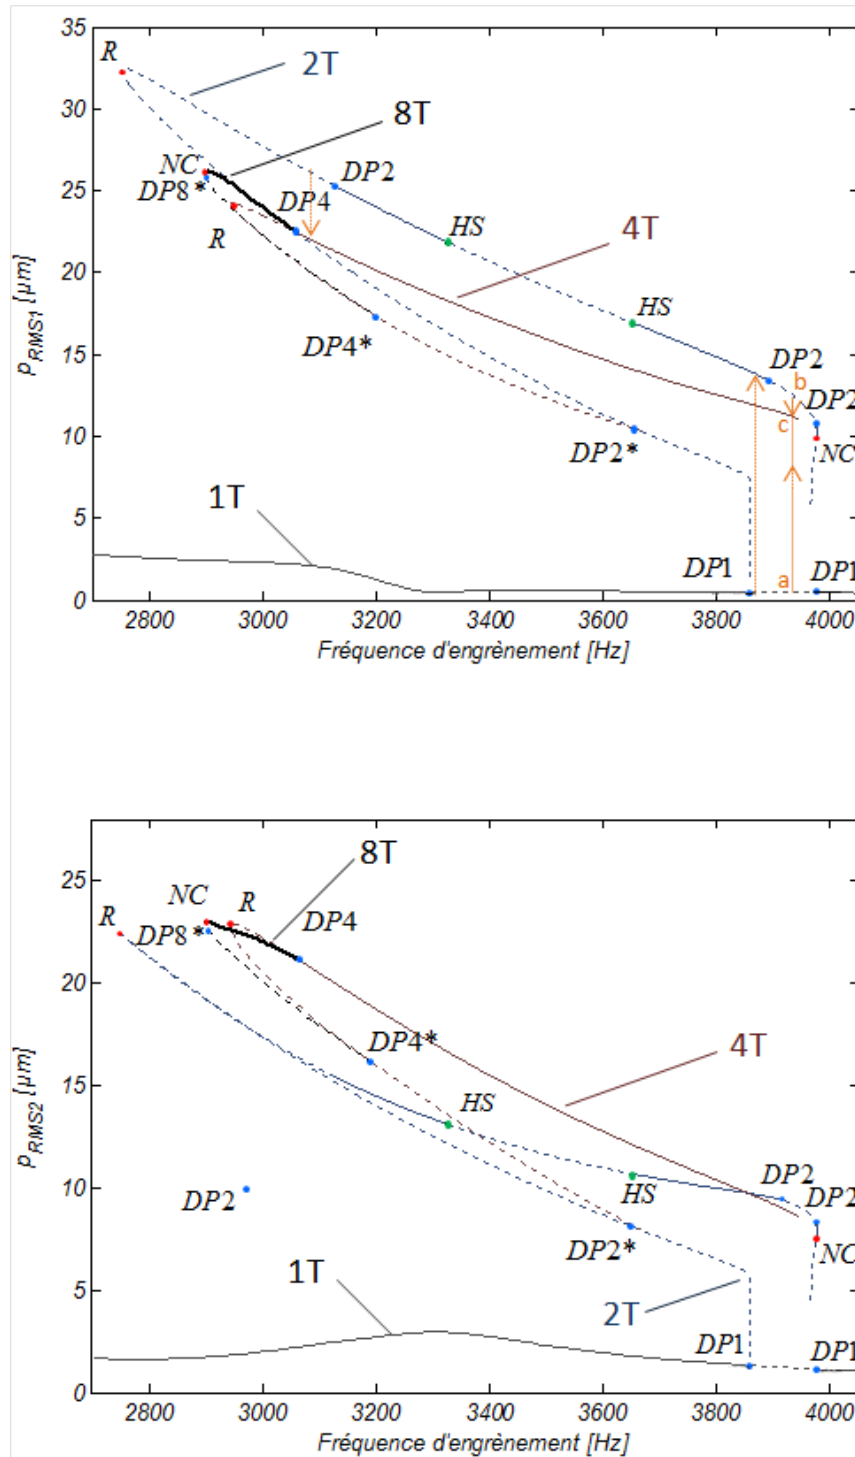 35
R
2T
30
8T
NC
DP2
25
DP8 *
DP4
R
HS
4T
20
HS
DP4*
DP2
15
b
DP2
c
10
DP2*
NC
1T
5
DP1
a
DP1
0
2800 3000 3200 3400 3600 3800 4000
Fréquence d'engrènement [Hz]
pRMS1 [µm]
8T
25
NC
R
R
DP4
DP8 *
20
DP4*
4T
15
HS
DP2
10
DP2
HS
DP2
DP2*
NC
1T
5
2T
DP1
DP1
0
2800 3000 3200 3400 3600 3800 4000
Fréquence d'engrènement [Hz]
pRMS2 [µm]